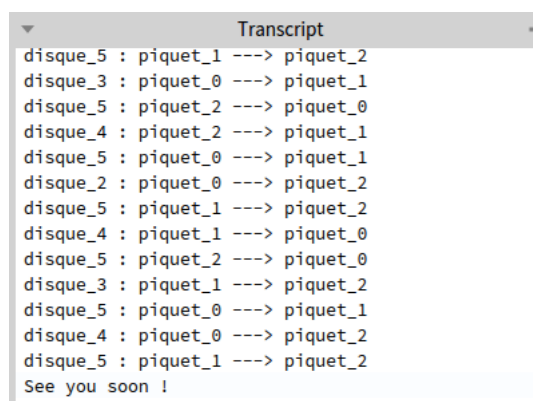 Transcript
disque_5 : piquet_1 ---> piquet_2
disque_3 : piquet_0 ---> piquet_1
disque_5 : piquet_2 ---> piquet_0
disque_4 : piquet_2 ---> piquet_1
disque_5 : piquet_0 ---> piquet_1
disque_2 : piquet_0 ---> piquet_2
disque_5 : piquet_1 ---> piquet_2
disque_4 : piquet_1 ---> piquet_0
disque_5 : piquet_2 ---> piquet_0
disque_3 : piquet_1 ---> piquet_2
disque_5 : piquet_0 ---> piquet_1
disque_4 : piquet_0 ---> piquet_2
disque_5 : piquet_1 ---> piquet_2
See you soon !